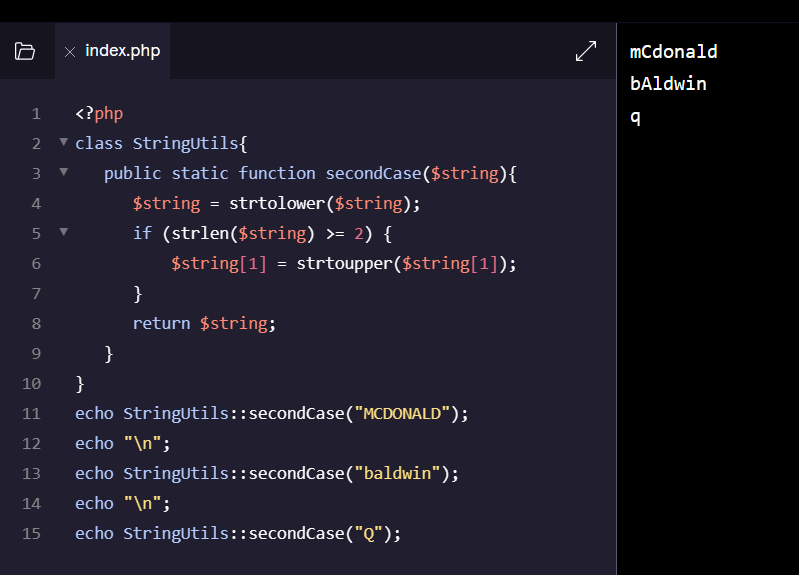 index.php
1 <?php
2 class StringUtils{
3 public static function secondCase($string){
4 $string = strtolower($string);
5 if (strlen($string) >= 2) {
6 $string[1] = strtoupper($string[1]);
7 }
8 return $string;
9 }
10 }
11 echo StringUtils::secondCase("MCDONALD");
12 echo "\n";
13 echo StringUtils::secondCase("baldwin");
14 echo "\n";
15 echo StringUtils::secondCase("Q");
mCdonald
bAldwin
q